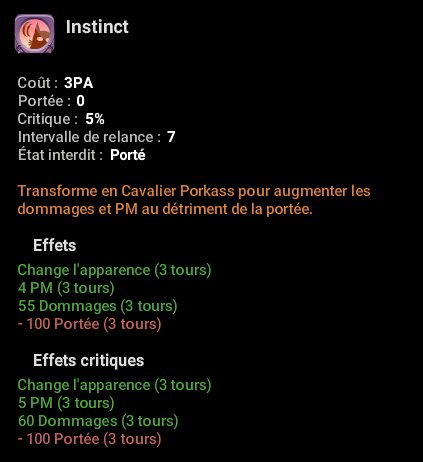 Instinct
Coût : 3PA
Portée : 0
Critique : 5%
Intervalle de relance : 7
État interdit : Porté
Transforme en Cavalier Porkass pour augmenter les
dommages et PM au détriment de la portée.
Effets
Change l'apparence (3 tours)
4 PM (3 tours)
55 Dommages (3 tours)
- 100 Portée (3 tours)
Effets critiques
Change l'apparence (3 tours)
5 PM (3 tours)
60 Dommages (3 tours)
- 100 Portée (3 tours)